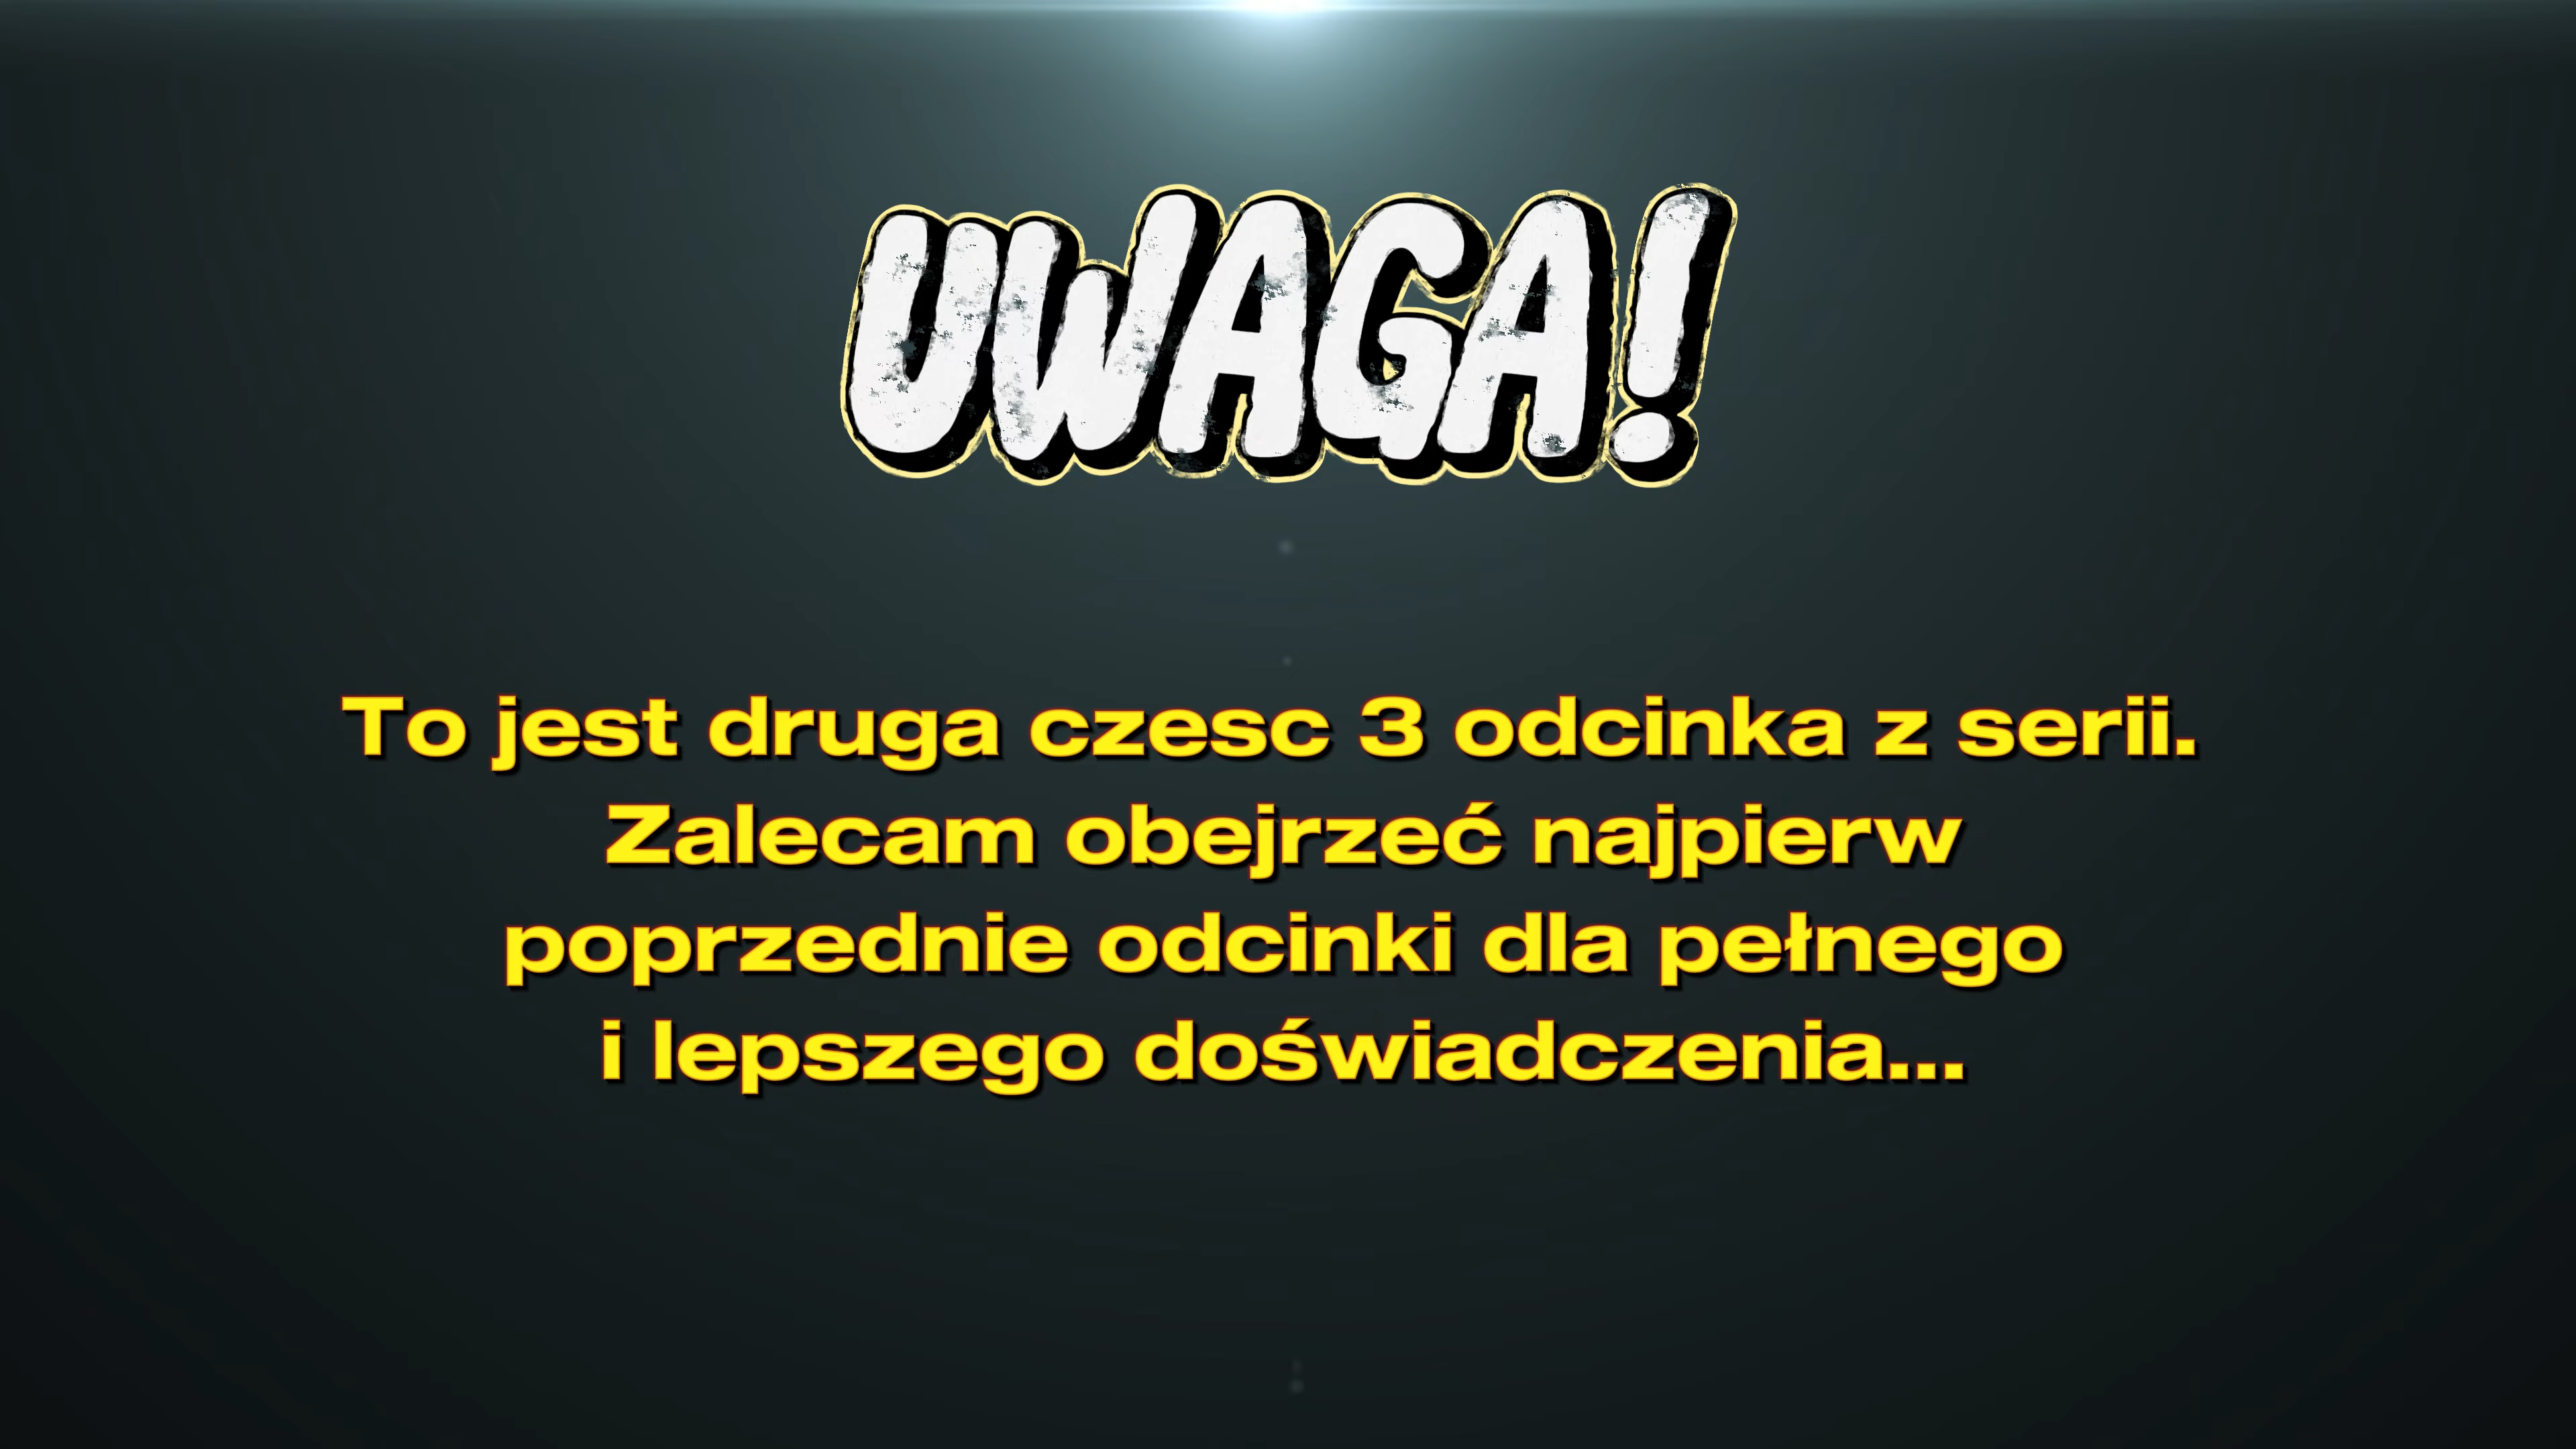 UWAGA!
To jest druga czesc 3 odcinka z serii.
Zalecam obejrzeć najpierw
poprzednie odcinki dla pełnego
i lepszego doświadczenia...